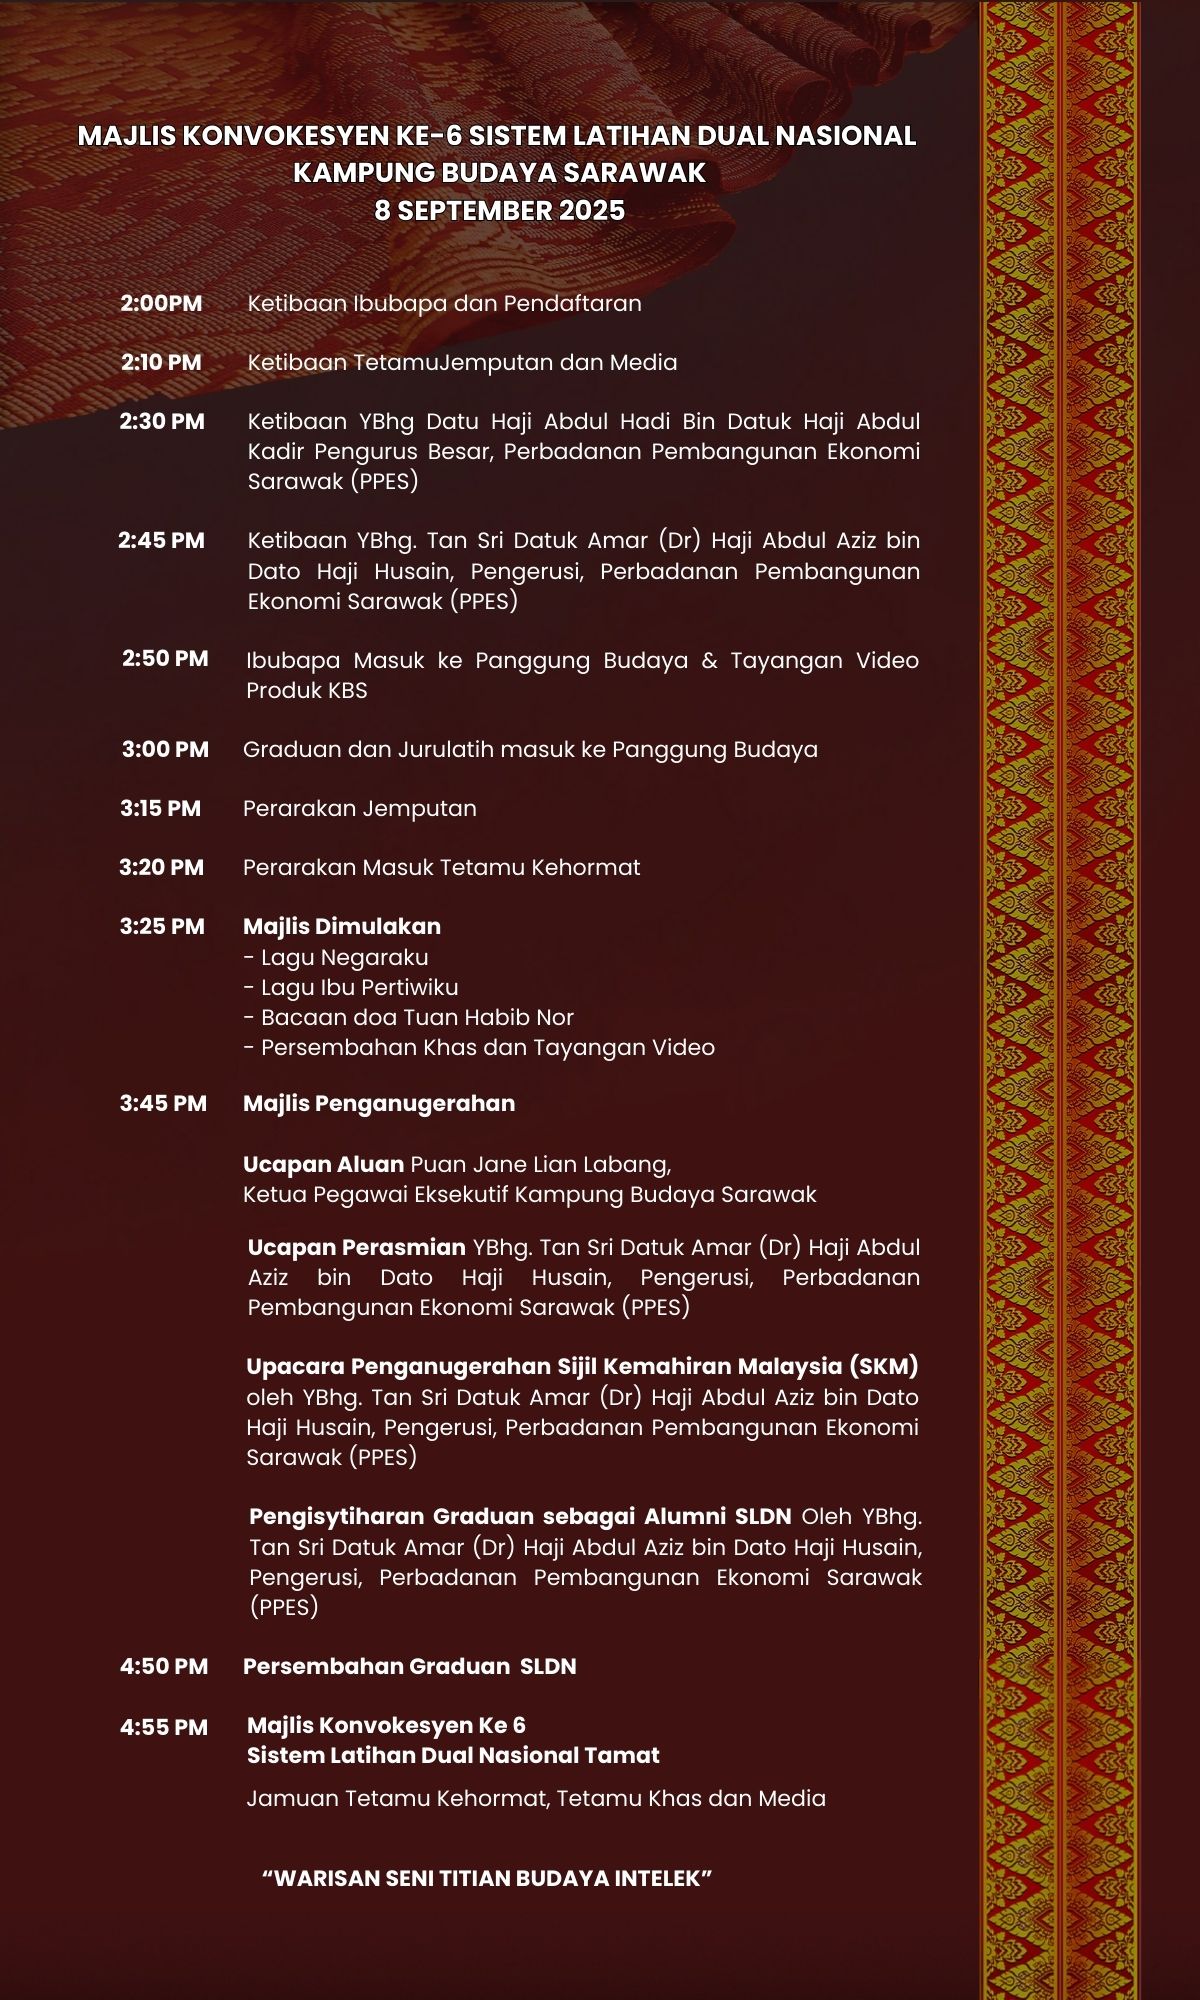 MAJLIS KONVOKESYEN KE-6 SISTEM LATIHAN DUAL NASIONAL
KAMPUNG BUDAYA SARAWAK
8 SEPTEMBER 2025
2:00PM Ketibaan Ibubapa dan Pendaftaran
2:10 PM Ketibaan TetamuJemputan dan Media
2:30 PM Ketibaan YBhg Datu Haji Abdul Hadi Bin Datuk Haji Abdul
Kadir Pengurus Besar, Perbadanan Pembangunan Ekonomi
Sarawak (PPES)
2:45 PM Ketibaan YBhg. Tan Sri Datuk Amar (Dr) Haji Abdul Aziz bin
Dato Haji Husain, Pengerusi, Perbadanan Pembangunan
Ekonomi Sarawak (PPES)
2:50 PM Ibubapa Masuk ke Panggung Budaya & Tayangan Video
Produk KBS
3:00 PM Graduan dan Jurulatih masuk ke Panggung Budaya
3:15 PM Perarakan Jemputan
3:20 PM Perarakan Masuk Tetamu Kehormat
3:25 PM Majlis Dimulakan
- Lagu Negaraku
- Lagu Ibu Pertiwiku
- Bacaan doa Tuan Habib Nor
- Persembahan Khas dan Tayangan Video
3:45 PM Majlis Penganugerahan
Ucapan Aluan Puan Jane Lian Labang,
Ketua Pegawai Eksekutif Kampung Budaya Sarawak
Ucapan Perasmian YBhg. Tan Sri Datuk Amar (Dr) Haji Abdul
Aziz bin Dato Haji Husain, Pengerusi, Perbadanan
Pembangunan Ekonomi Sarawak (PPES)
Upacara Penganugerahan Sijil Kemahiran Malaysia (SKM)
oleh YBhg. Tan Sri Datuk Amar (Dr) Haji Abdul Aziz bin Dato
Haji Husain, Pengerusi, Perbadanan Pembangunan Ekonomi
Sarawak (PPES)
Pengisytiharan Graduan sebagai Alumni SLDN Oleh YBhg.
Tan Sri Datuk Amar (Dr) Haji Abdul Aziz bin Dato Haji Husain,
Pengerusi, Perbadanan Pembangunan Ekonomi Sarawak
(PPES)
4:50 PM Persembahan Graduan SLDN
4:55 PM Majlis Konvokesyen Ke 6
Sistem Latihan Dual Nasional Tamat
Jamuan Tetamu Kehormat, Tetamu Khas dan Media
“WARISAN SENI TITIAN BUDAYA INTELEK”